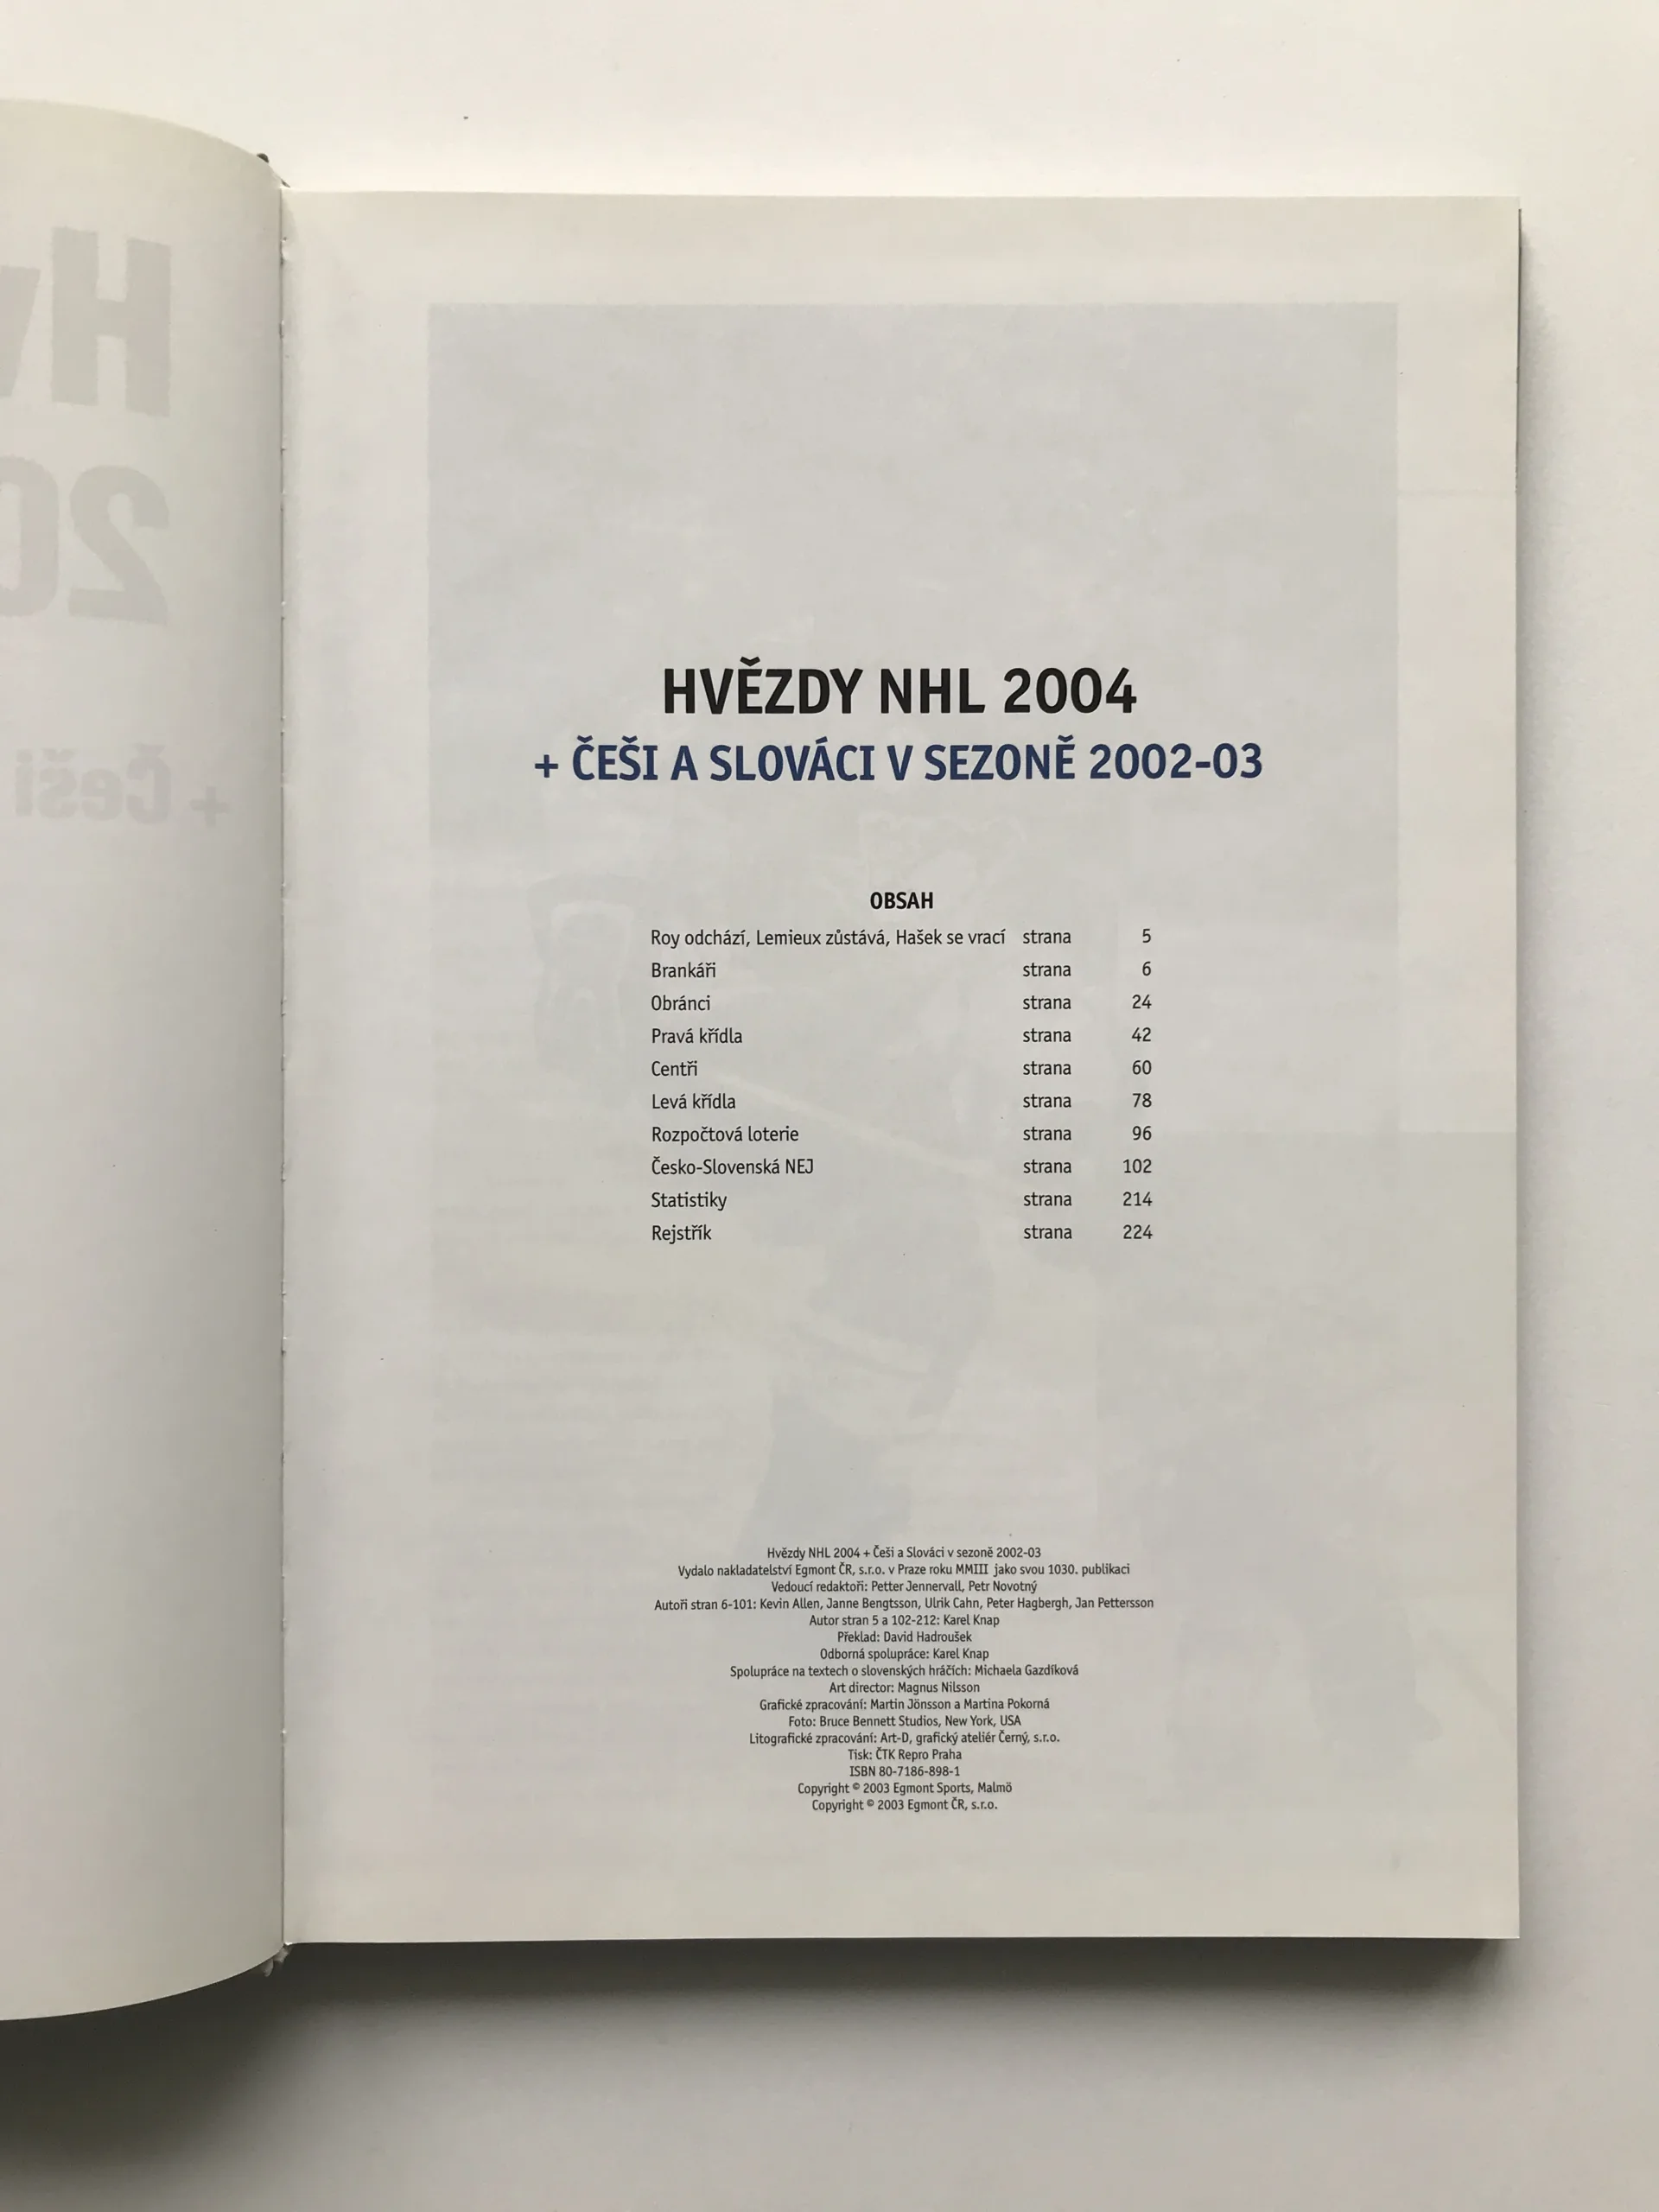 HVĚZDY NHL 2004
+ ČEŠI A SLOVÁCI V SEZONĚ 2002-03
OBSAH
Roy odchází, Lemieux zůstává, Hašek se vrací strana 5
Brankáři strana 6
Obránci strana 24
Pravá křídla strana 42
Centři strana 60
Levá křídla strana 78
Rozpočtová loterie strana 96
Česko-Slovenská NEJ strana 102
Statistiky strana 214
Rejstřík strana 224
Hvězdy NHL 2004 + Češi a Slováci v sezoně 2002-03
Vydalo nakladatelství Egmont ČR, s.r.o. v Praze roku MMIII jako svou 1030. publikaci
Vedoucí redaktoři: Petter Jennervall, Petr Novotný
Autoři stran 6-101: Kevin Allen, Janne Bengtsson, Ulrik Cahn, Peter Hagbergh, Jan Pettersson
Autor stran 5 a 102-212: Karel Knap
Překlad: David Hadroušek
Odborná spolupráce: Karel Knap
Spolupráce na textech o slovenských hráčích: Michaela Gazdíková
Art director: Magnus Nilsson
Grafické zpracování: Martin Jönsson a Martina Pokorná
Foto: Bruce Bennett Studios, New York, USA
Litografické zpracování: Art-D, grafický ateliér Černý, s.r.o.
Tisk: ČTK Repro Praha
ISBN 80-7186-898-1
Copyright © 2003 Egmont Sports, Malmö
Copyright © 2003 Egmont ČR, s.r.o.